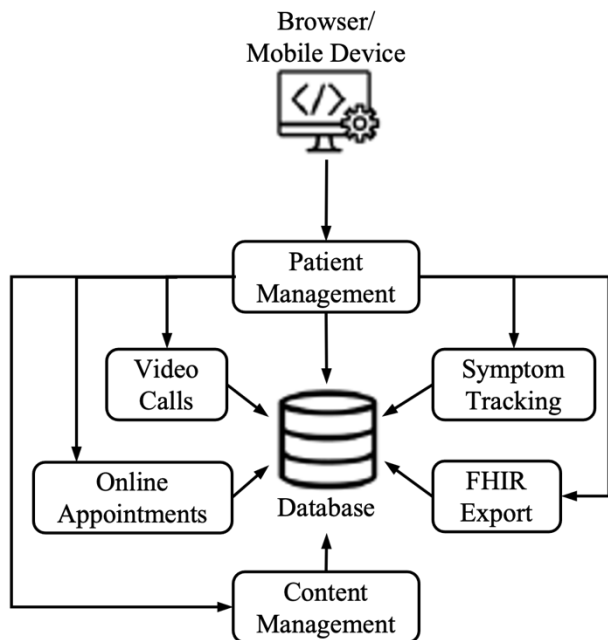 Browser/
Mobile Device
</>
Patient
Management
Video
Calls
Symptom
Tracking
Online
Appointments
Database
FHIR
Export
Content
Management